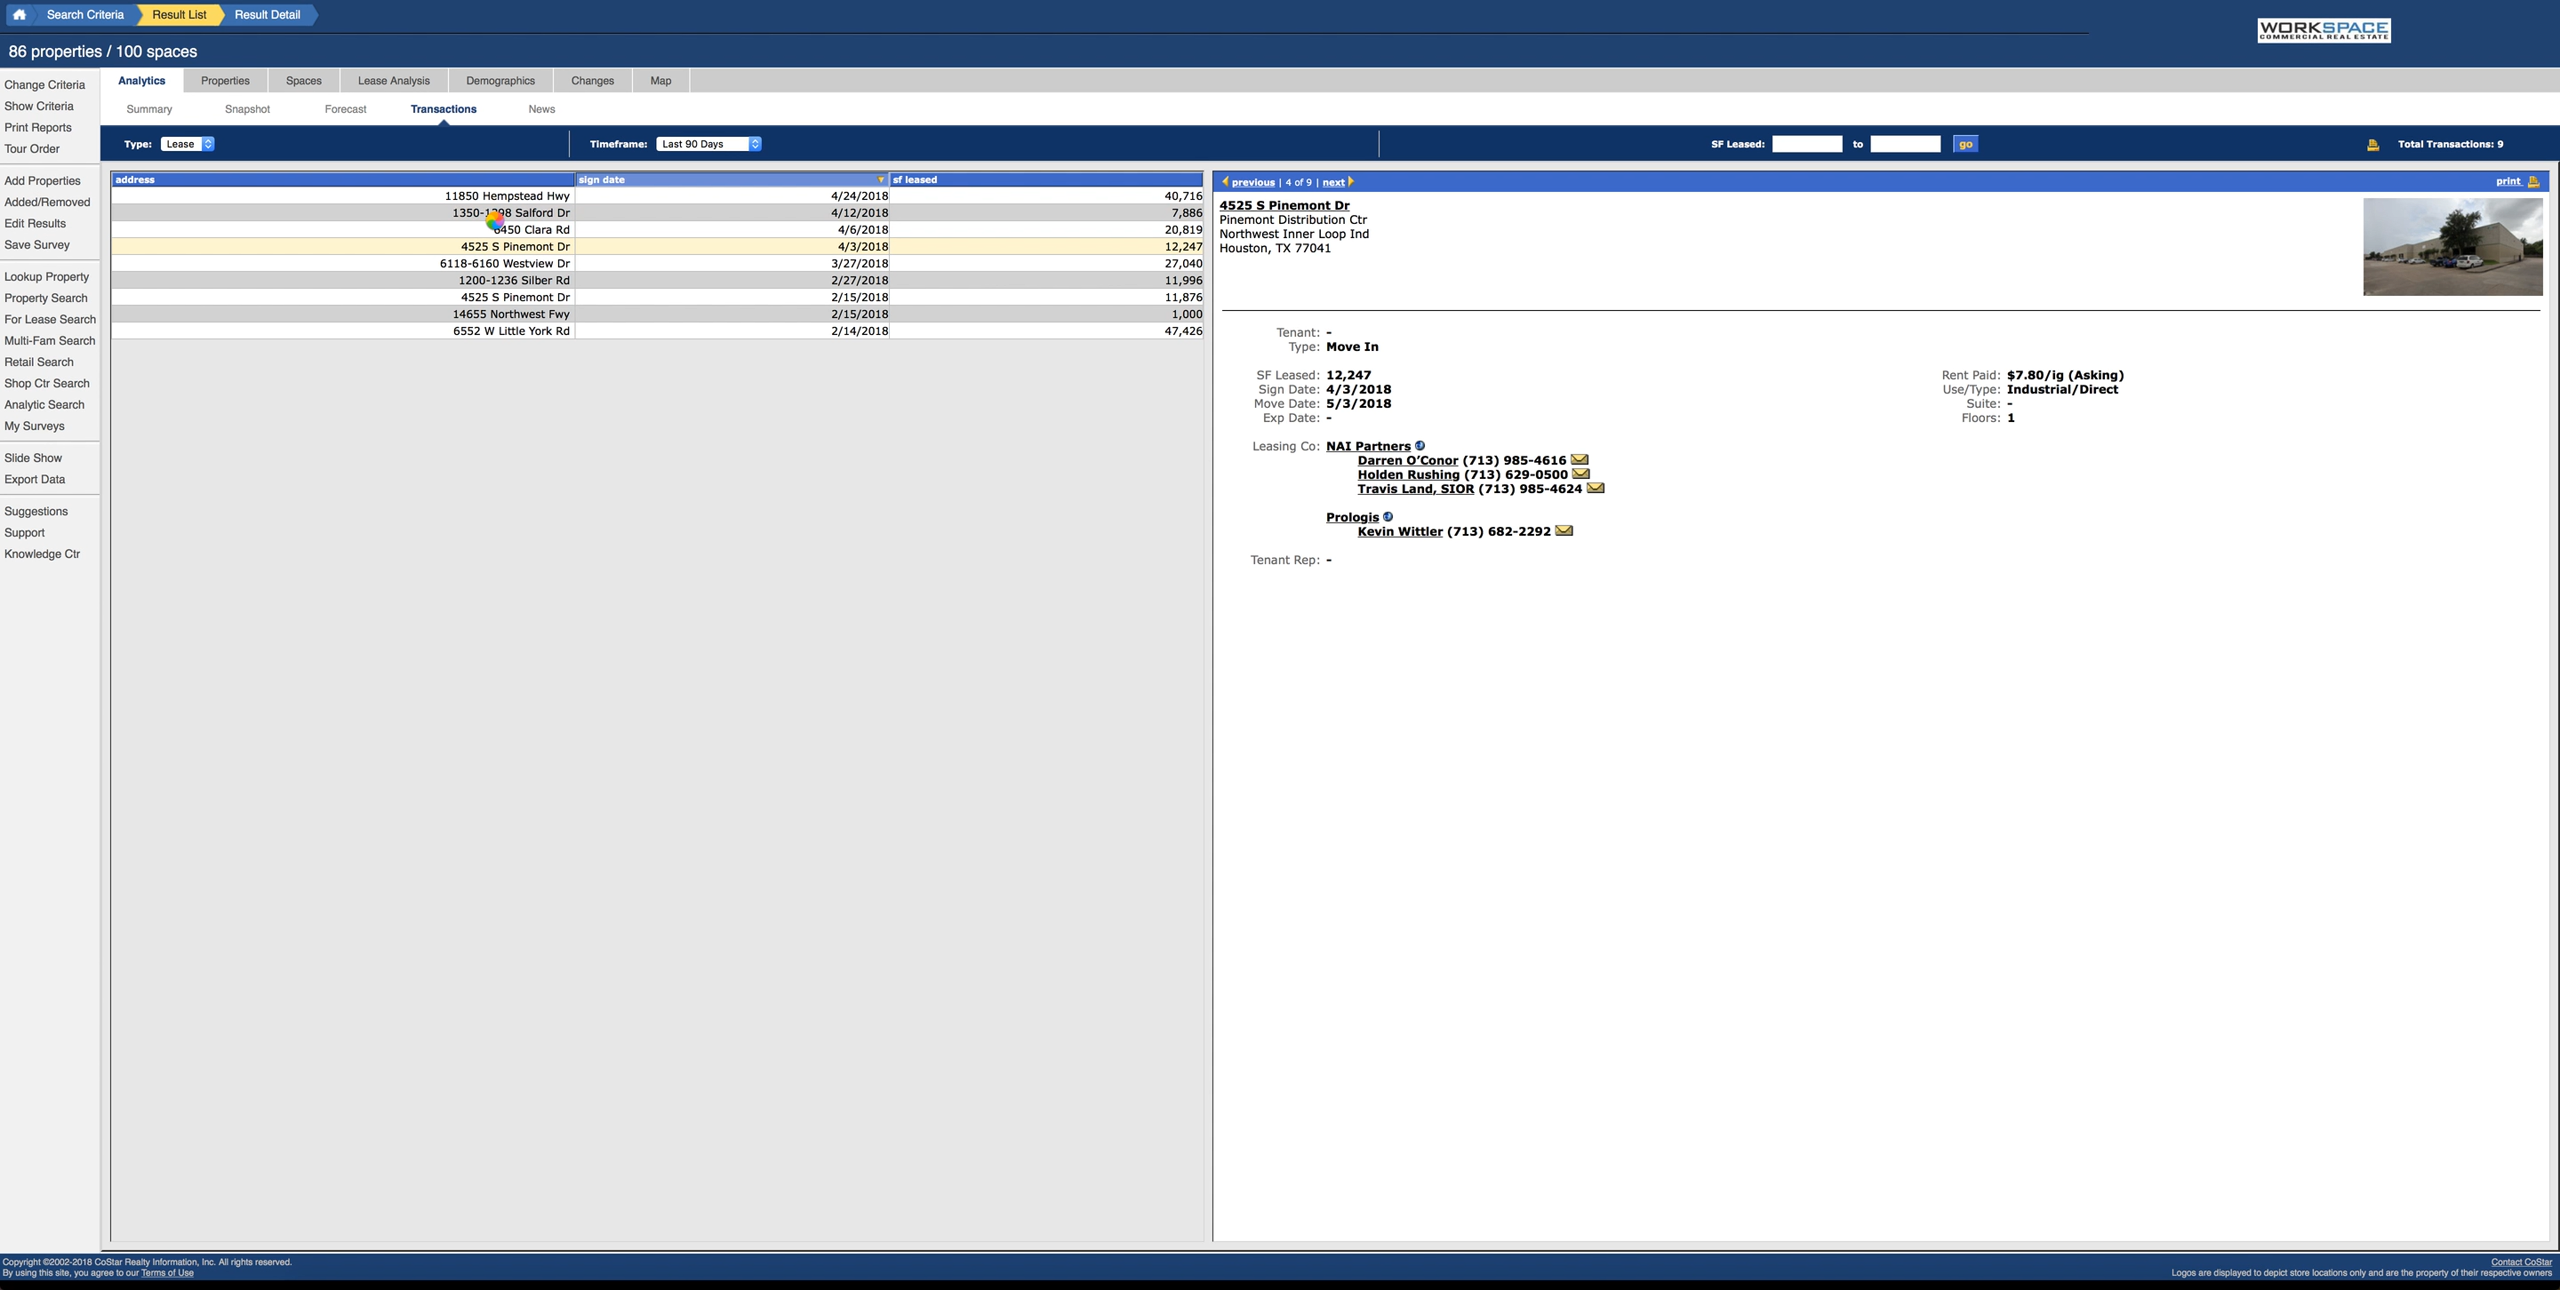 Search Criteria Result List Result Detail
WORKSPACE
COMMERCIAL REAL ESTATE
86 properties / 100 spaces
Analytics Properties Spaces Lease Analysis Demographics Changes Map
Summary Snapshot Forecast Transactions News
Type: Lease Timeframe: Last 90 Days SF Leased: to go Total Transactions: 9
Change Criteria
Show Criteria
Print Reports
Tour Order
Add Properties
Added/Removed
Edit Results
Save Survey
Lookup Property
Property Search
For Lease Search
Multi-Fam Search
Retail Search
Shop Ctr Search
Analytic Search
My Surveys
Slide Show
Export Data
Suggestions
Support
Knowledge Ctr
address sign date sf leased
11850 Hempstead Hwy 4/24/2018 40,716
Salford Dr 4/12/2018 7,886
Clara Rd 4/6/2018 20,819
4525 S Pinemont Dr 4/3/2018 12,247
6118-6160 Westview Dr 3/27/2018 27,040
1200-1236 Silber Rd 2/27/2018 11,996
4525 S Pinemont Dr 2/15/2018 11,876
14655 Northwest Fwy 2/15/2018 1,000
6552 W Little York Rd 2/14/2018 47,426
previous | 4 of 9 | next print
4525 S Pinemont Dr
Pinemont Distribution Ctr
Northwest Inner Loop Ind
Houston, TX 77041
Tenant: -
Type: Move In
SF Leased: 12,247 Rent Paid: $7.80/ig (Asking)
Sign Date: 4/3/2018 Use/Type: Industrial/Direct
Move Date: 5/3/2018 Suite: -
Exp Date: - Floors: 1
Leasing Co: NAI Partners
Darren O'Conor (713) 985-4616
Holden Rushing (713) 629-0500
Travis Land, SIOR (713) 985-4624
Prologis
Kevin Wittler (713) 682-2292
Tenant Rep: -
Copyright ©2002-2018 CoStar Realty Information, Inc. All rights reserved.
By using this site, you agree to our Terms of Use
Contact CoStar
Logos are displayed to depict store locations only and are the property of their respective owners